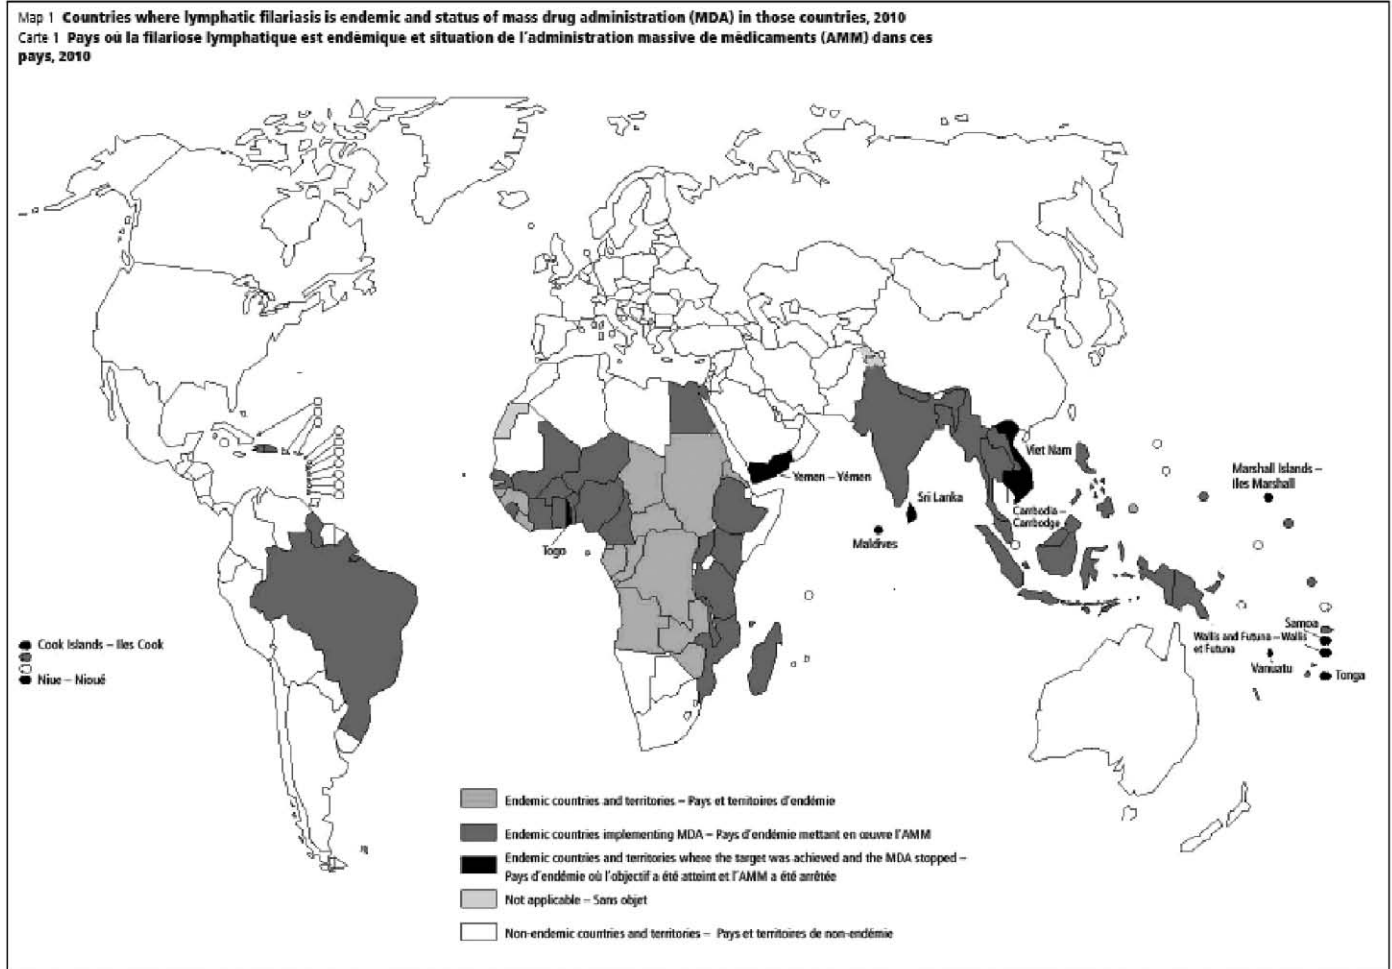 Map 1 Countries where lymphatic filariasis is endemic and status of mass drug administration (MDA) in those countries, 2010
Carte 1 Pays où la filariose lymphatique est endémique et situation de l'administration massive de médicaments (AMM) dans ces
pays, 2010
Viet Nam
Marshall Islands –
Iles Marshall
Yemen – Yémen
Sri Lanka
Cambodia –
Cambodge
Togo
Maldives
Samoa
Cook Islands – Iles Cook
Wallis and Futuna – Wallis
et Futuna
Vanuatu
Niue – Nioué
Tonga
Endemic countries and territories – Pays et territoires d'endémie
Endemic countries implementing MDA – Pays d'endémie mettant en œuvre l'AMM
Endemic countries and territories where the target was achieved and the MDA stopped –
Pays d'endémie où l'objectif a été atteint et l'AMM a été arrêtée
Not applicable – Sans objet
Non-endemic countries and territories – Pays et territoires de non-endémie